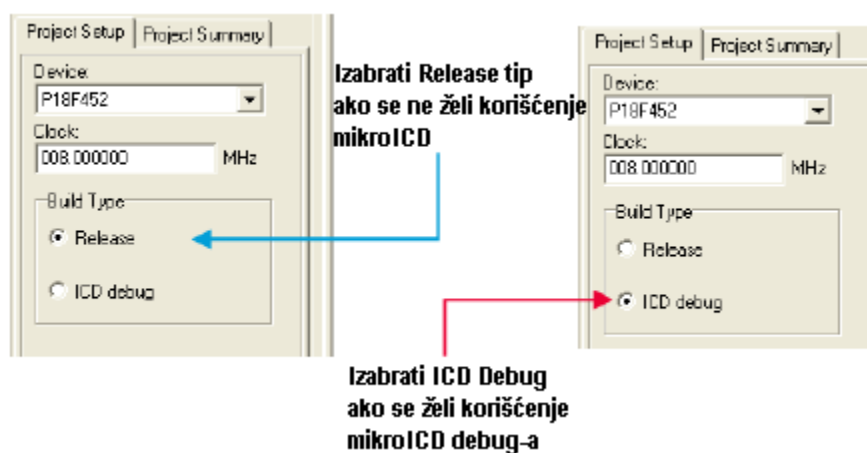 Project Setup Project Summary
Device:
P18F452
Clock:
008.000000 MHz
Build Type
Release
ICD debug
Izabrati Release tip
ako se ne želi korišćenje
mikroICD
Project Setup Project Summary
Device:
P18F452
Clock:
008.000000 MHz
Build Type
Release
ICD debug
Izabrati ICD Debug
ako se želi korišćenje
mikroICD debug-a